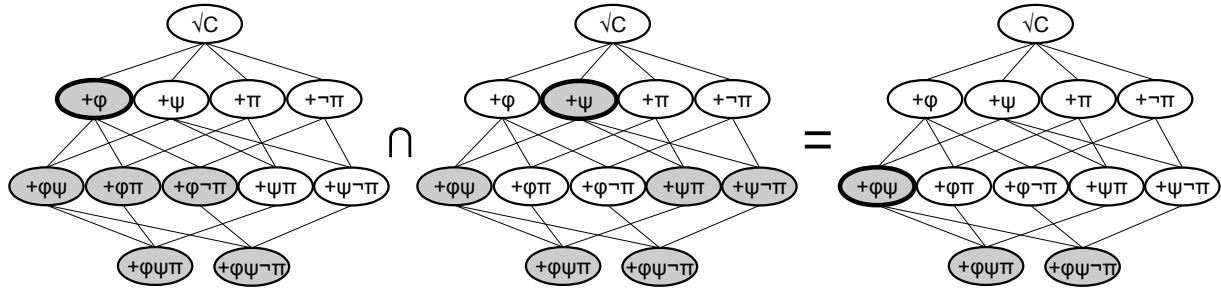 √C √C √C
+φ +ψ +π +¬π +φ +ψ +π +¬π +φ +ψ +π +¬π
∩ =
+φψ +φπ +φ¬π +ψπ +ψ¬π +φψ +φπ +φ¬π +ψπ +ψ¬π +φψ +φπ +φ¬π +ψπ +ψ¬π
+φψπ +φψ¬π +φψπ +φψ¬π +φψπ +φψ¬π